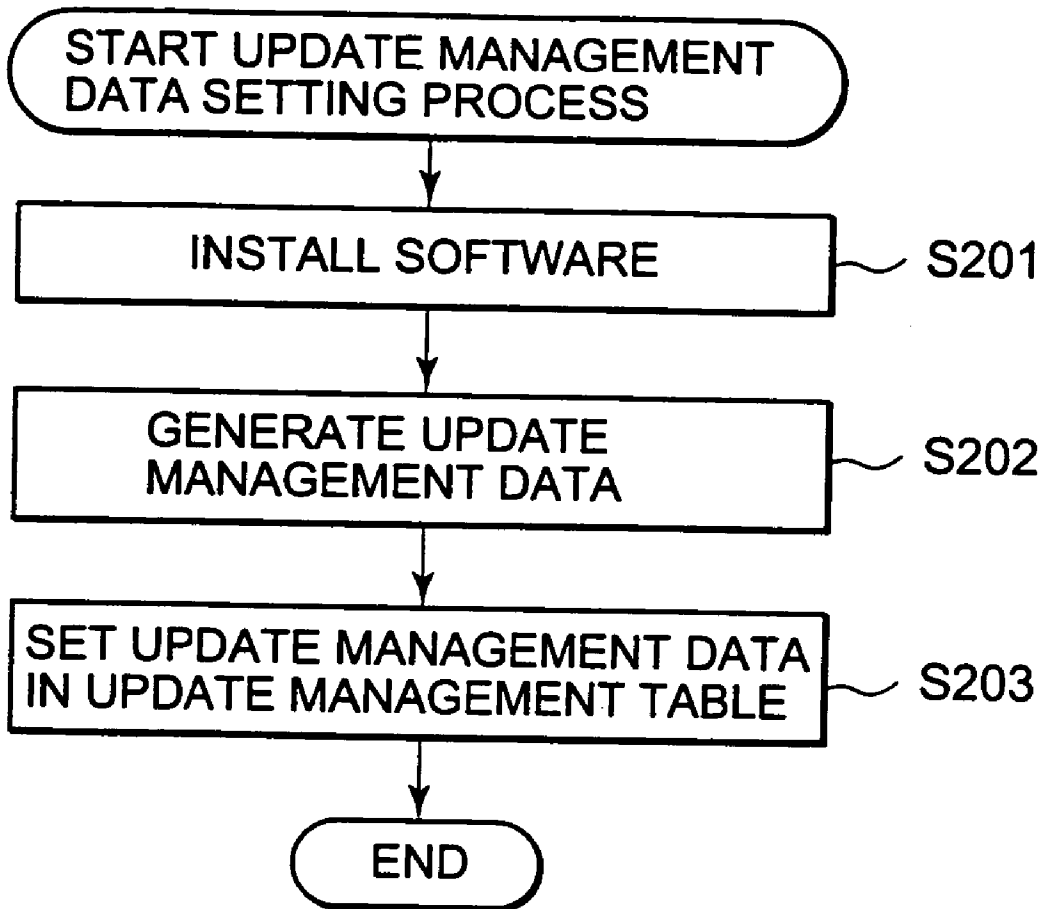 START UPDATE MANAGEMENT
DATA SETTING PROCESS
INSTALL SOFTWARE
S201
GENERATE UPDATE
MANAGEMENT DATA
S202
SET UPDATE MANAGEMENT DATA
IN UPDATE MANAGEMENT TABLE
S203
END